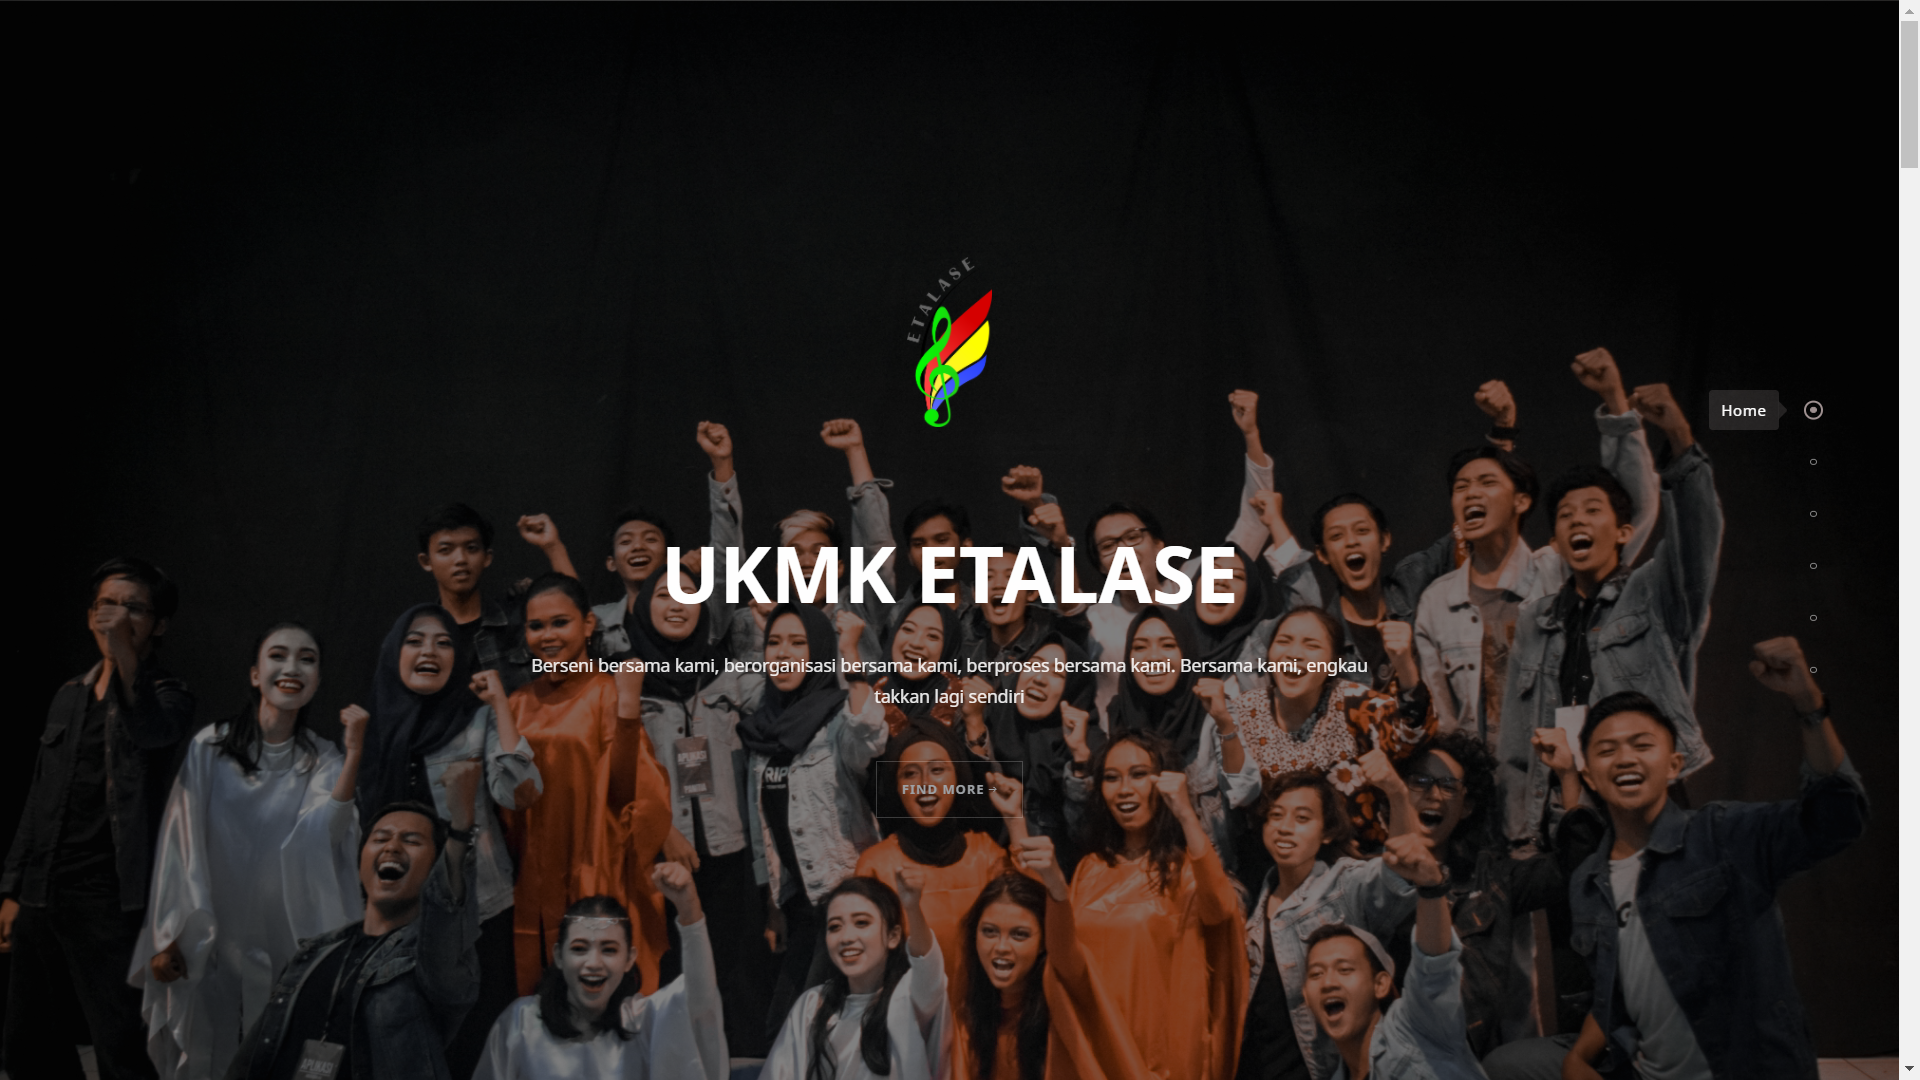 ETALASE
Home
UKMK ETALASE
Berseni bersama kami, berorganisasi bersama kami, berproses bersama kami. Bersama kami, engkau
takkan lagi sendiri
FIND MORE →
APLIKASI